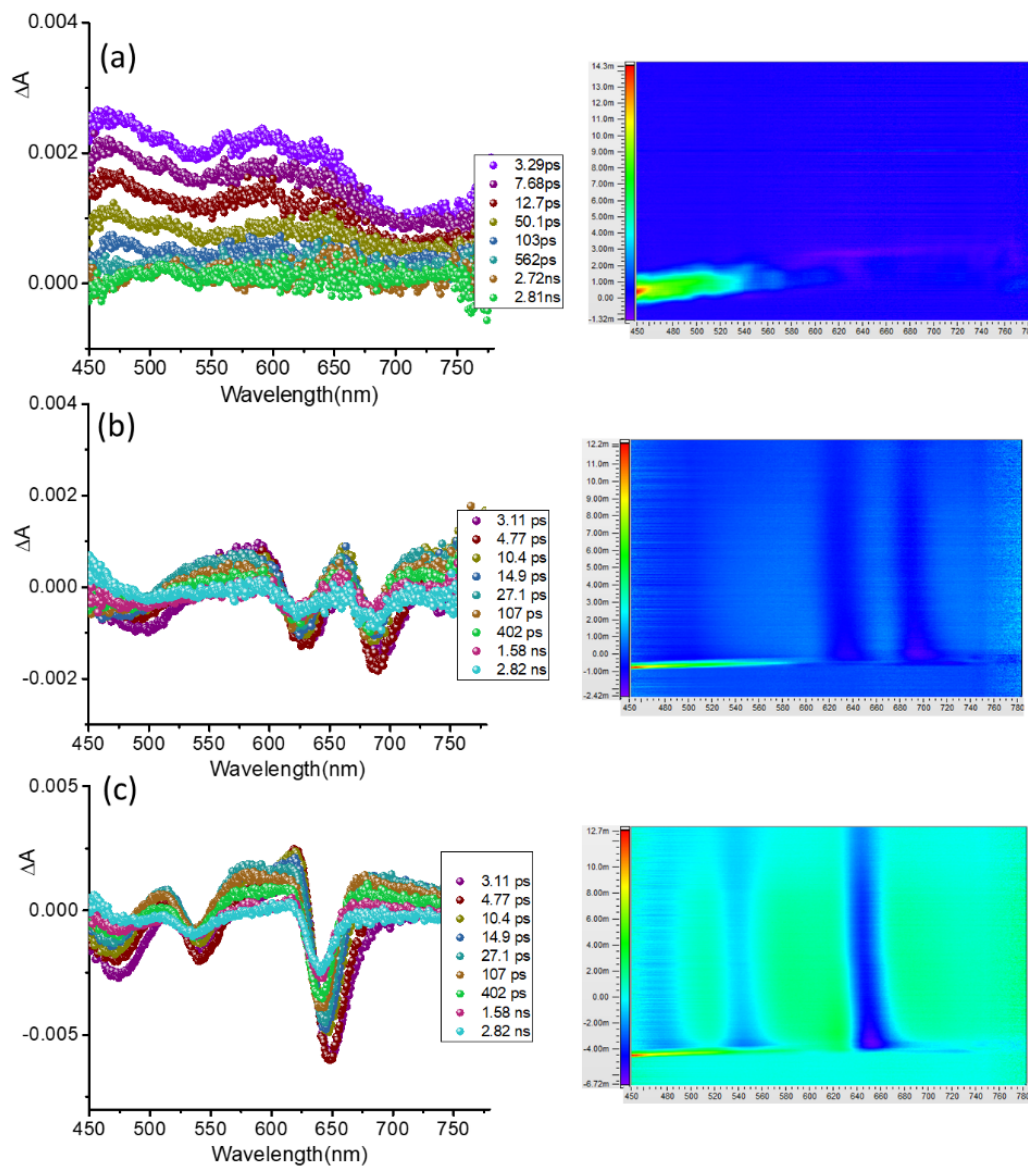 (a)
0.004
0.002
0.000
ΔA
450 500 550 600 650 700 750
Wavelength(nm)
3.29ps
7.68ps
12.7ps
50.1ps
103ps
562ps
2.72ns
2.81ns
14.3m
13.0m
12.0m
11.0m
10.0m
9.00m
8.00m
7.00m
6.00m
5.00m
4.00m
3.00m
2.00m
1.00m
0.00
-1.32m
450 460 480 500 520 540 560 580 600 620 640 660 680 700 720 740 760 78
(b)
0.004
0.002
0.000
-0.002
ΔA
450 500 550 600 650 700 750
Wavelength(nm)
3.11 ps
4.77 ps
10.4 ps
14.9 ps
27.1 ps
107 ps
402 ps
1.58 ns
2.82 ns
12.2m
11.0m
10.0m
9.00m
8.00m
7.00m
6.00m
5.00m
4.00m
3.00m
2.00m
1.00m
0.00
-1.00m
-2.42m
450 460 480 500 520 540 560 580 600 620 640 660 680 700 720 740 760 780
(c)
0.005
0.000
-0.005
ΔA
450 500 550 600 650 700 750
Wavelength(nm)
3.11 ps
4.77 ps
10.4 ps
14.9 ps
27.1 ps
107 ps
402 ps
1.58 ns
2.82 ns
12.7m
10.0m
8.00m
6.00m
4.00m
2.00m
0.00
-2.00m
-4.00m
-6.72m
450 460 480 500 520 540 560 580 600 620 640 660 680 700 720 740 760 780